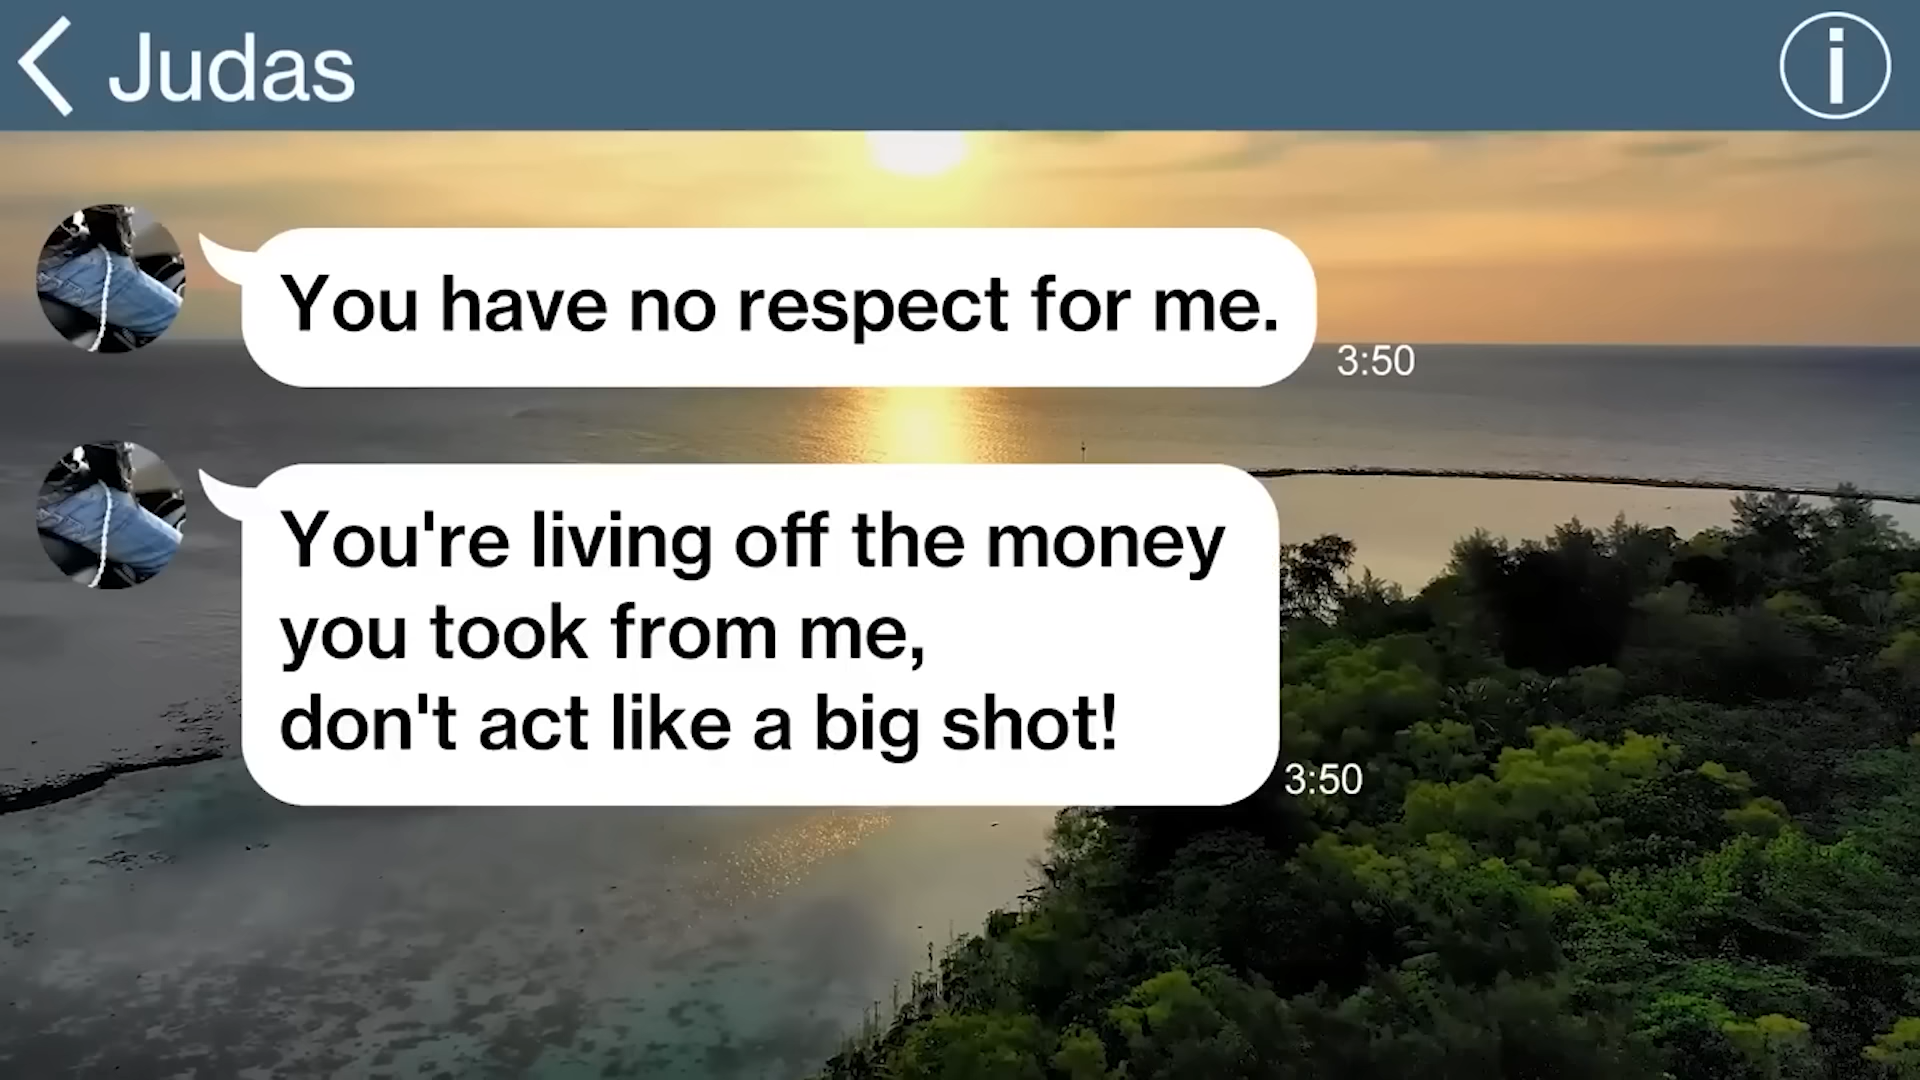 Judas
You have no respect for me.
3:50
You're living off the money
you took from me,
don't act like a big shot!
3:50